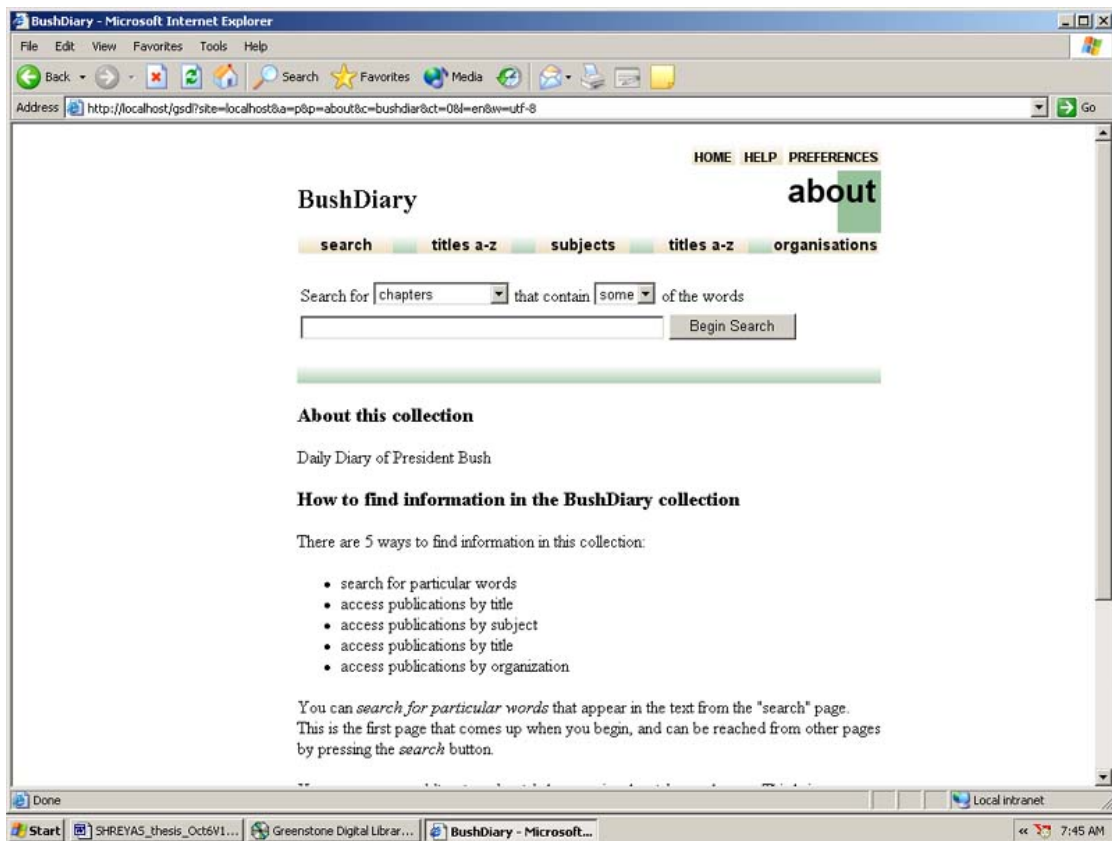 BushDiary - Microsoft Internet Explorer
File Edit View Favorites Tools Help
Back Search Favorites Media
Address http://localhost/gsdl?site=localhost&a=p&p=about&c=bushdiar&ct=0&l=en&w=utf-8 Go
HOME HELP PREFERENCES
about
BushDiary
search titles a-z subjects titles a-z organisations
Search for chapters that contain some of the words
Begin Search
About this collection
Daily Diary of President Bush
How to find information in the BushDiary collection
There are 5 ways to find information in this collection:
• search for particular words
• access publications by title
• access publications by subject
• access publications by title
• access publications by organization
You can search for particular words that appear in the text from the "search" page.
This is the first page that comes up when you begin, and can be reached from other pages
by pressing the search button.
Done Local intranet
Start SHREYAS_thesis_Oct6V1... Greenstone Digital Librar... BushDiary - Microsoft... « 7:45 AM